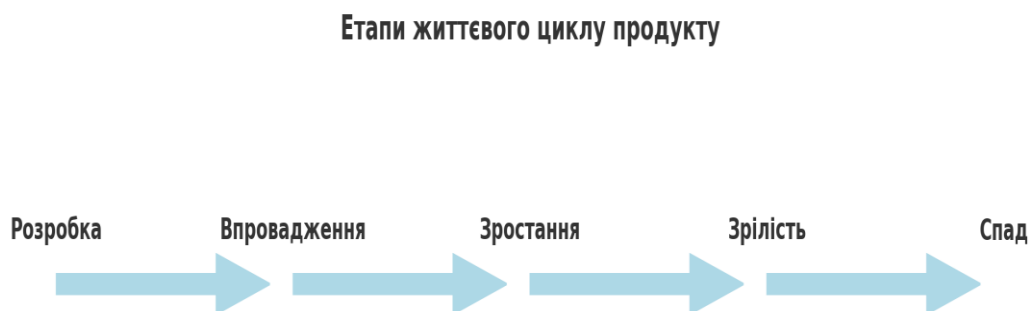 Етапи життєвого циклу продукту
Розробка Впровадження Зростання Зрілість Спад